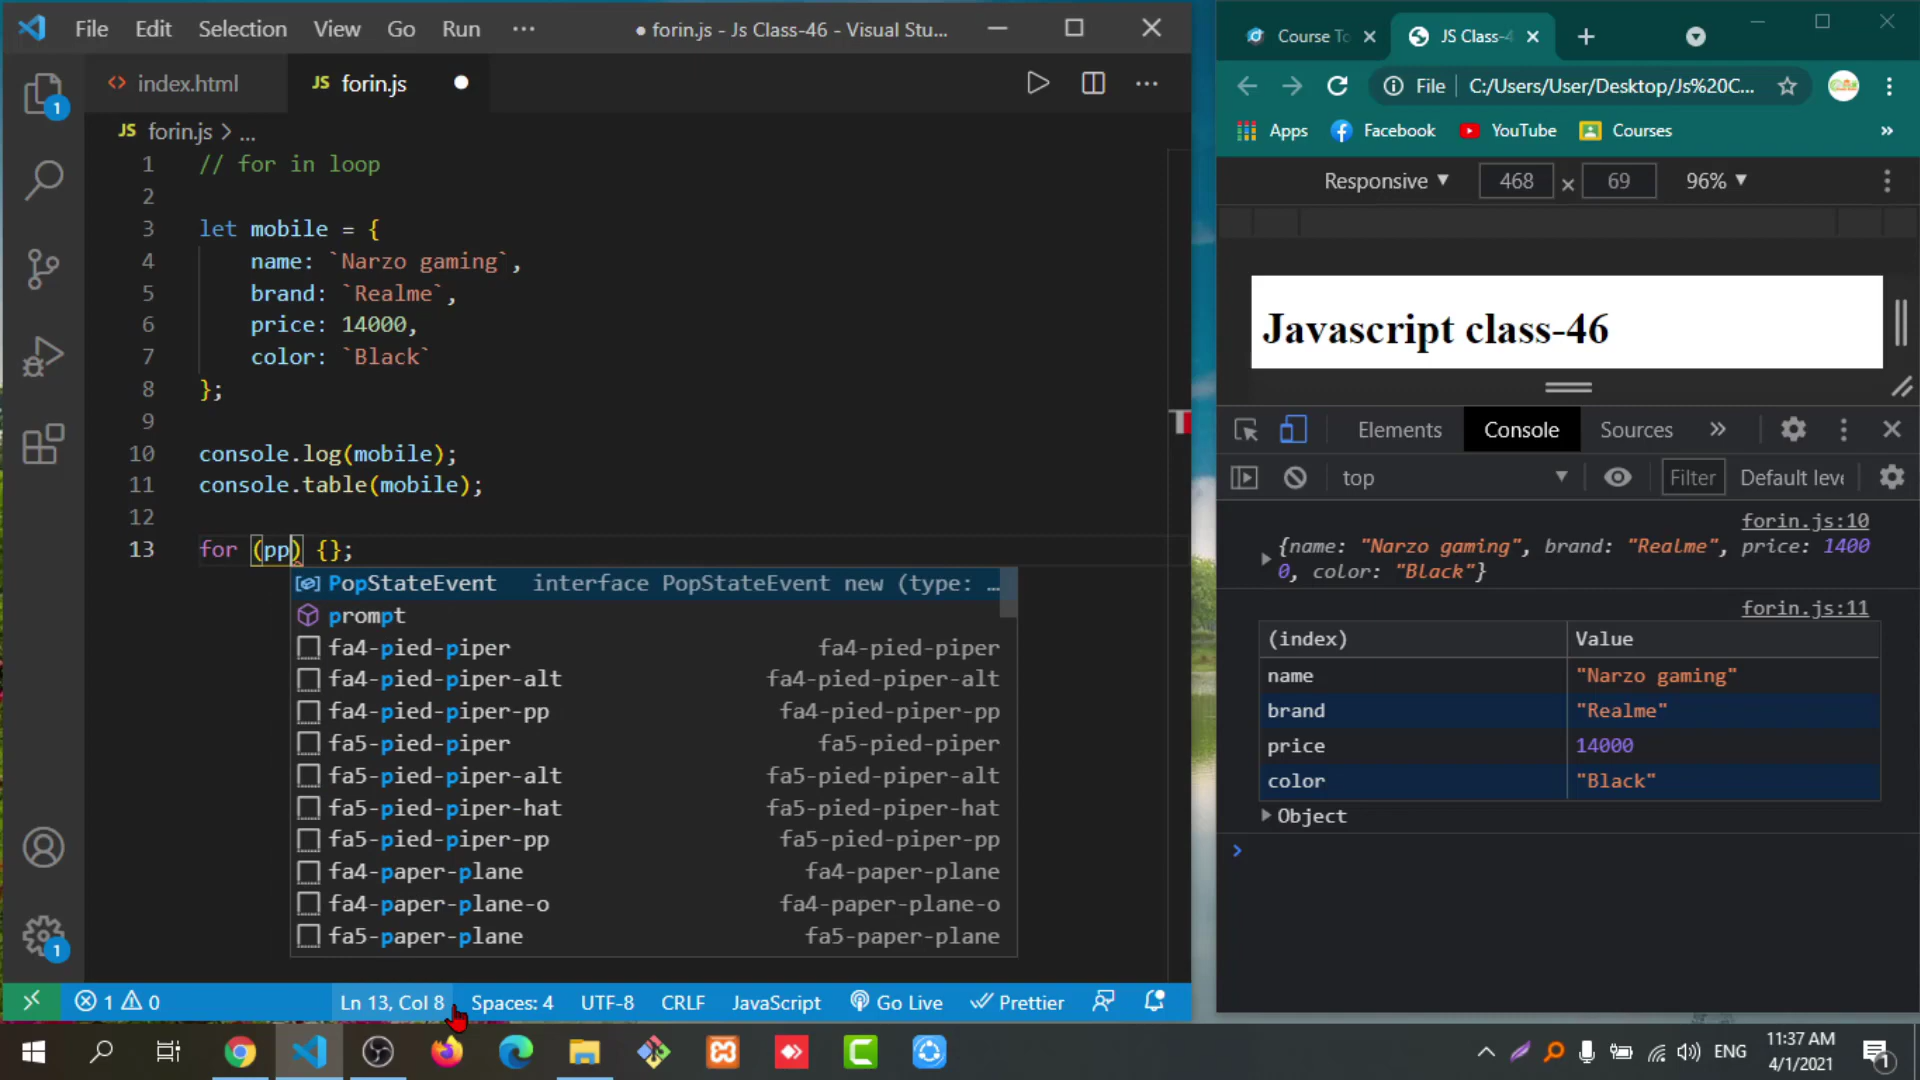 File Edit Selection View Go Run ··· ● forin.js - Js Class-46 - Visual Stu...
<> index.html JS forin.js ●
JS forin.js > ...
1 // for in loop
2
3 let mobile = {
4 name: `Narzo gaming`,
5 brand: `Realme`,
6 price: 14000,
7 color: `Black`
8 };
9
10 console.log(mobile);
11 console.table(mobile);
12
13 for (pp) {};
PopStateEvent interface PopStateEvent new (type: …
prompt
fa4-pied-piper fa4-pied-piper
fa4-pied-piper-alt fa4-pied-piper-alt
fa4-pied-piper-pp fa4-pied-piper-pp
fa5-pied-piper fa5-pied-piper
fa5-pied-piper-alt fa5-pied-piper-alt
fa5-pied-piper-hat fa5-pied-piper-hat
fa5-pied-piper-pp fa5-pied-piper-pp
fa4-paper-plane fa4-paper-plane
fa4-paper-plane-o fa4-paper-plane-o
fa5-paper-plane fa5-paper-plane
1
1
1 0 Ln 13, Col 8 Spaces: 4 UTF-8 CRLF JavaScript Go Live Prettier
Course To JS Class-4
File C:/Users/User/Desktop/Js%20C...
Apps Facebook YouTube Courses »
Responsive ▼ 468 × 69 96% ▼
Javascript class-46
Elements Console Sources »
top ▼ Filter Default leve
forin.js:10
{name: "Narzo gaming", brand: "Realme", price: 1400
0, color: "Black"}
forin.js:11
(index) Value
name "Narzo gaming"
brand "Realme"
price 14000
color "Black"
Object
>
ENG 11:37 AM
4/1/2021 1